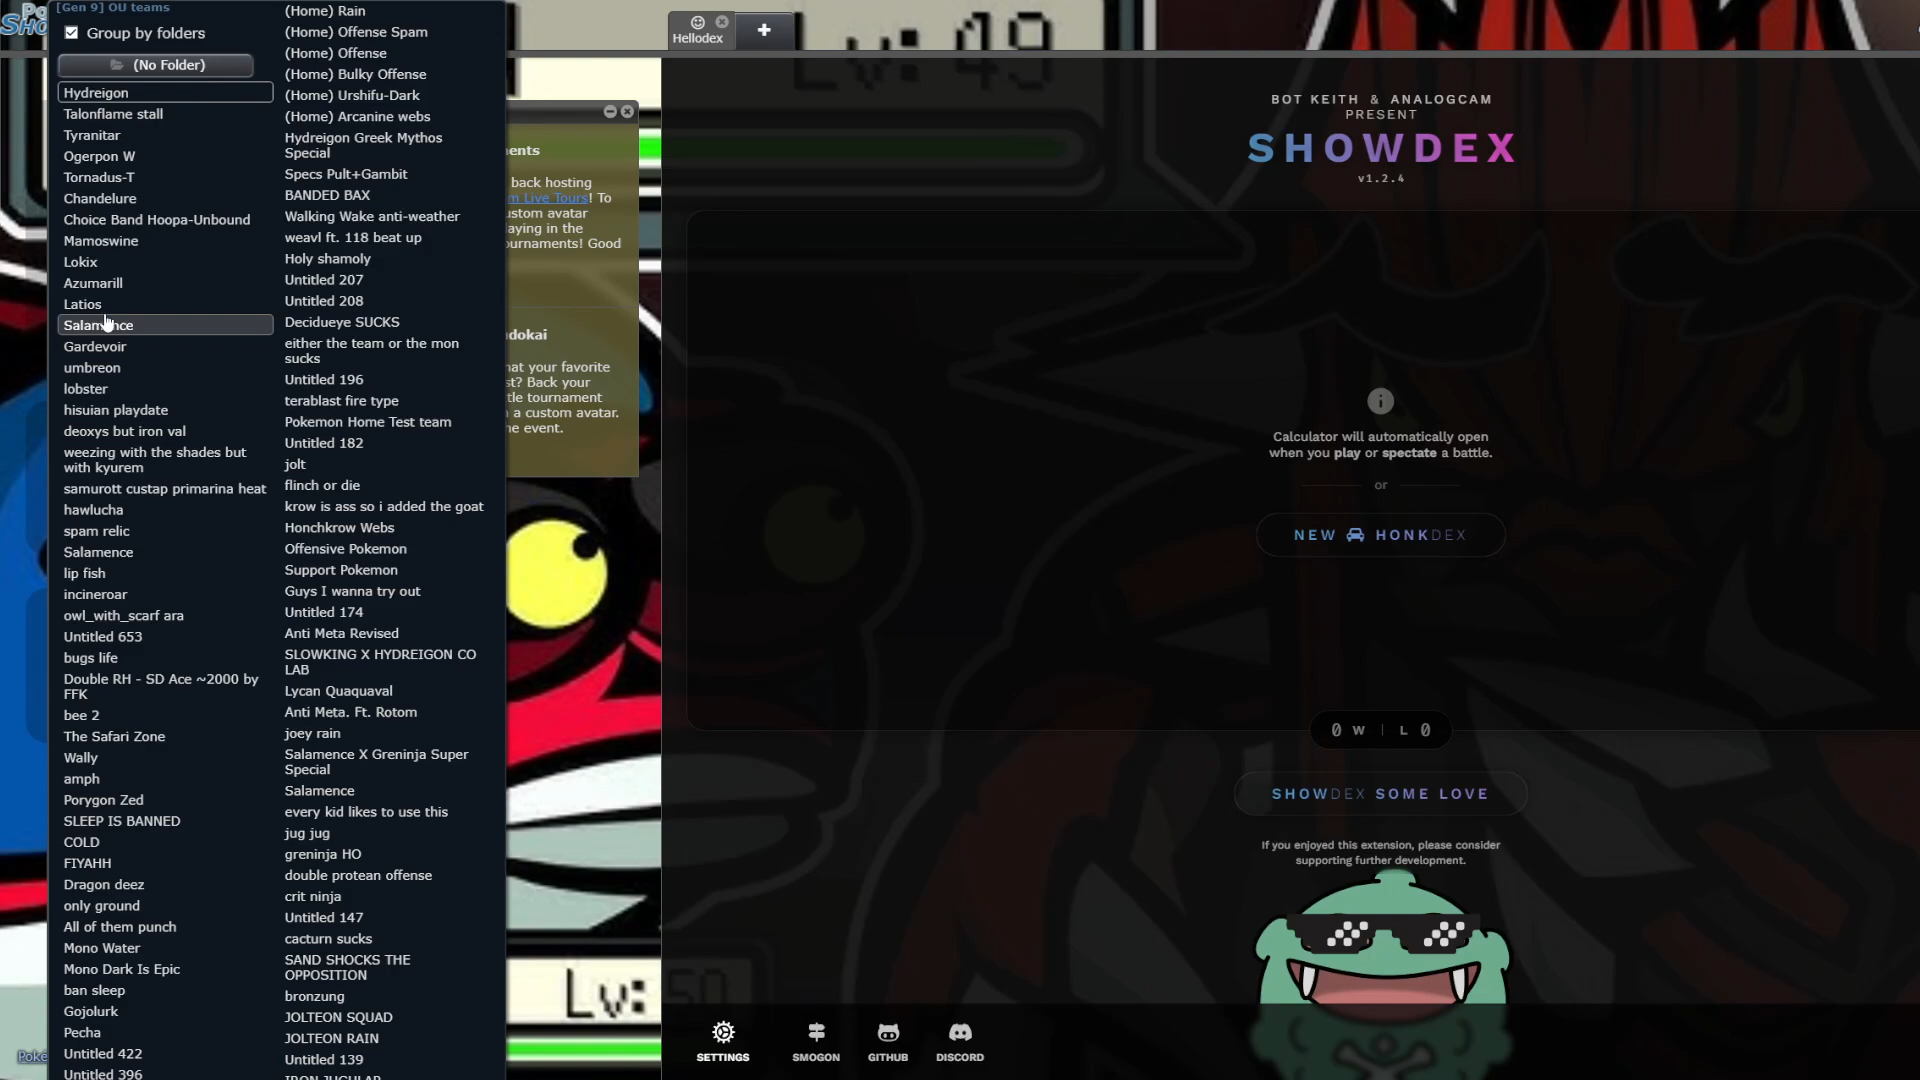 [Gen 9] OU teams
Group by folders
(No Folder)
Hydreigon
Talonflame stall
Tyranitar
Ogerpon W
Tornadus-T
Chandelure
Choice Band Hoopa-Unbound
Mamoswine
Lokix
Azumarill
Latios
Salamence
Gardevoir
umbreon
lobster
hisuian playdate
deoxys but iron val
weezing with the shades but
with kyurem
samurott custap primarina heat
hawlucha
spam relic
Salamence
lip fish
incineroar
owl_with_scarf ara
Untitled 653
bugs life
Double RH - SD Ace ~2000 by
FFK
bee 2
The Safari Zone
Wally
amph
Porygon Zed
SLEEP IS BANNED
COLD
FIYAHH
Dragon deez
only ground
All of them punch
Mono Water
Mono Dark Is Epic
ban sleep
Gojolurk
Pecha
Untitled 422
Untitled 396
(Home) Rain
(Home) Offense Spam
(Home) Offense
(Home) Bulky Offense
(Home) Urshifu-Dark
(Home) Arcanine webs
Hydreigon Greek Mythos
Special
Specs Pult+Gambit
BANDED BAX
Walking Wake anti-weather
weavl ft. 118 beat up
Holy shamoly
Untitled 207
Untitled 208
Decidueye SUCKS
either the team or the mon
sucks
Untitled 196
terablast fire type
Pokemon Home Test team
Untitled 182
jolt
flinch or die
krow is ass so i added the goat
Honchkrow Webs
Offensive Pokemon
Support Pokemon
Guys I wanna try out
Untitled 174
Anti Meta Revised
SLOWKING X HYDREIGON CO
LAB
Lycan Quaquaval
Anti Meta. Ft. Rotom
joey rain
Salamence X Greninja Super
Special
Salamence
every kid likes to use this
jug jug
greninja HO
double protean offense
crit ninja
Untitled 147
cacturn sucks
SAND SHOCKS THE
OPPOSITION
bronzung
JOLTEON SQUAD
JOLTEON RAIN
Untitled 139
IRON JUGULAR
ents
back hosting
m Live Tours! To
ustom avatar
laying in the
ournaments! Good
dokai
hat your favorite
st? Back your
tle tournament
a custom avatar.
he event.
Lv: 50
Hellodex
Lv: 49
BOT KEITH & ANALOGCAM
PRESENT
SHOWDEX
v1.2.4
Calculator will automatically open
when you play or spectate a battle.
or
NEW HONKDEX
0 W | L 0
SHOWDEX SOME LOVE
If you enjoyed this extension, please consider
supporting further development.
SETTINGS
SMOGON
GITHUB
DISCORD
Poké